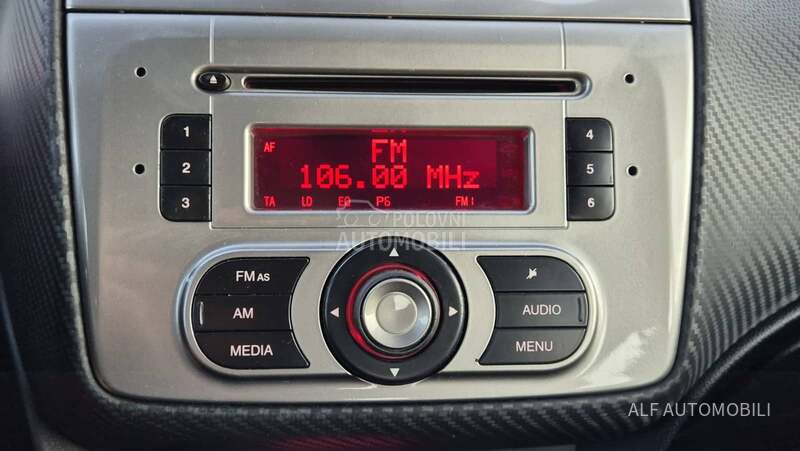 1
2
3
4
5
6
AF
FM
106.00 MHz
TA LO EQ PS FM1
POLOVNI
AUTOMOBILI
FM AS
AM
MEDIA
AUDIO
MENU
ALF AUTOMOBILI